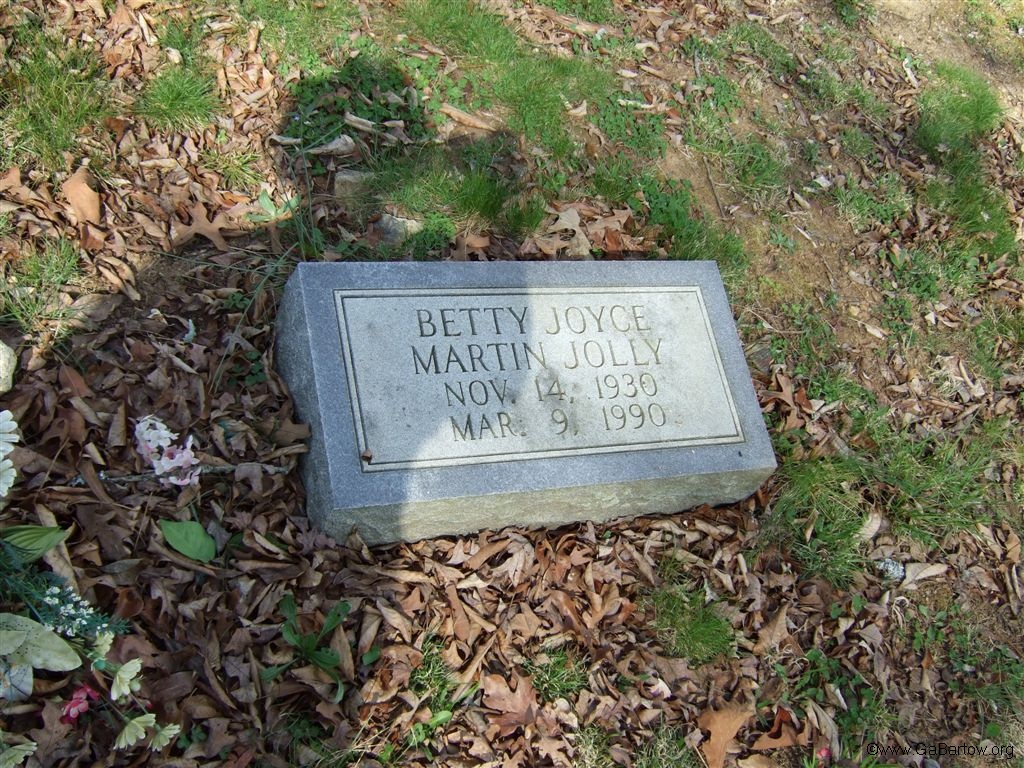 BETTY JOYCE
MARTIN JOLLY
NOV. 14, 1930
MAR. 9, 1990
©www.GaBartow.org